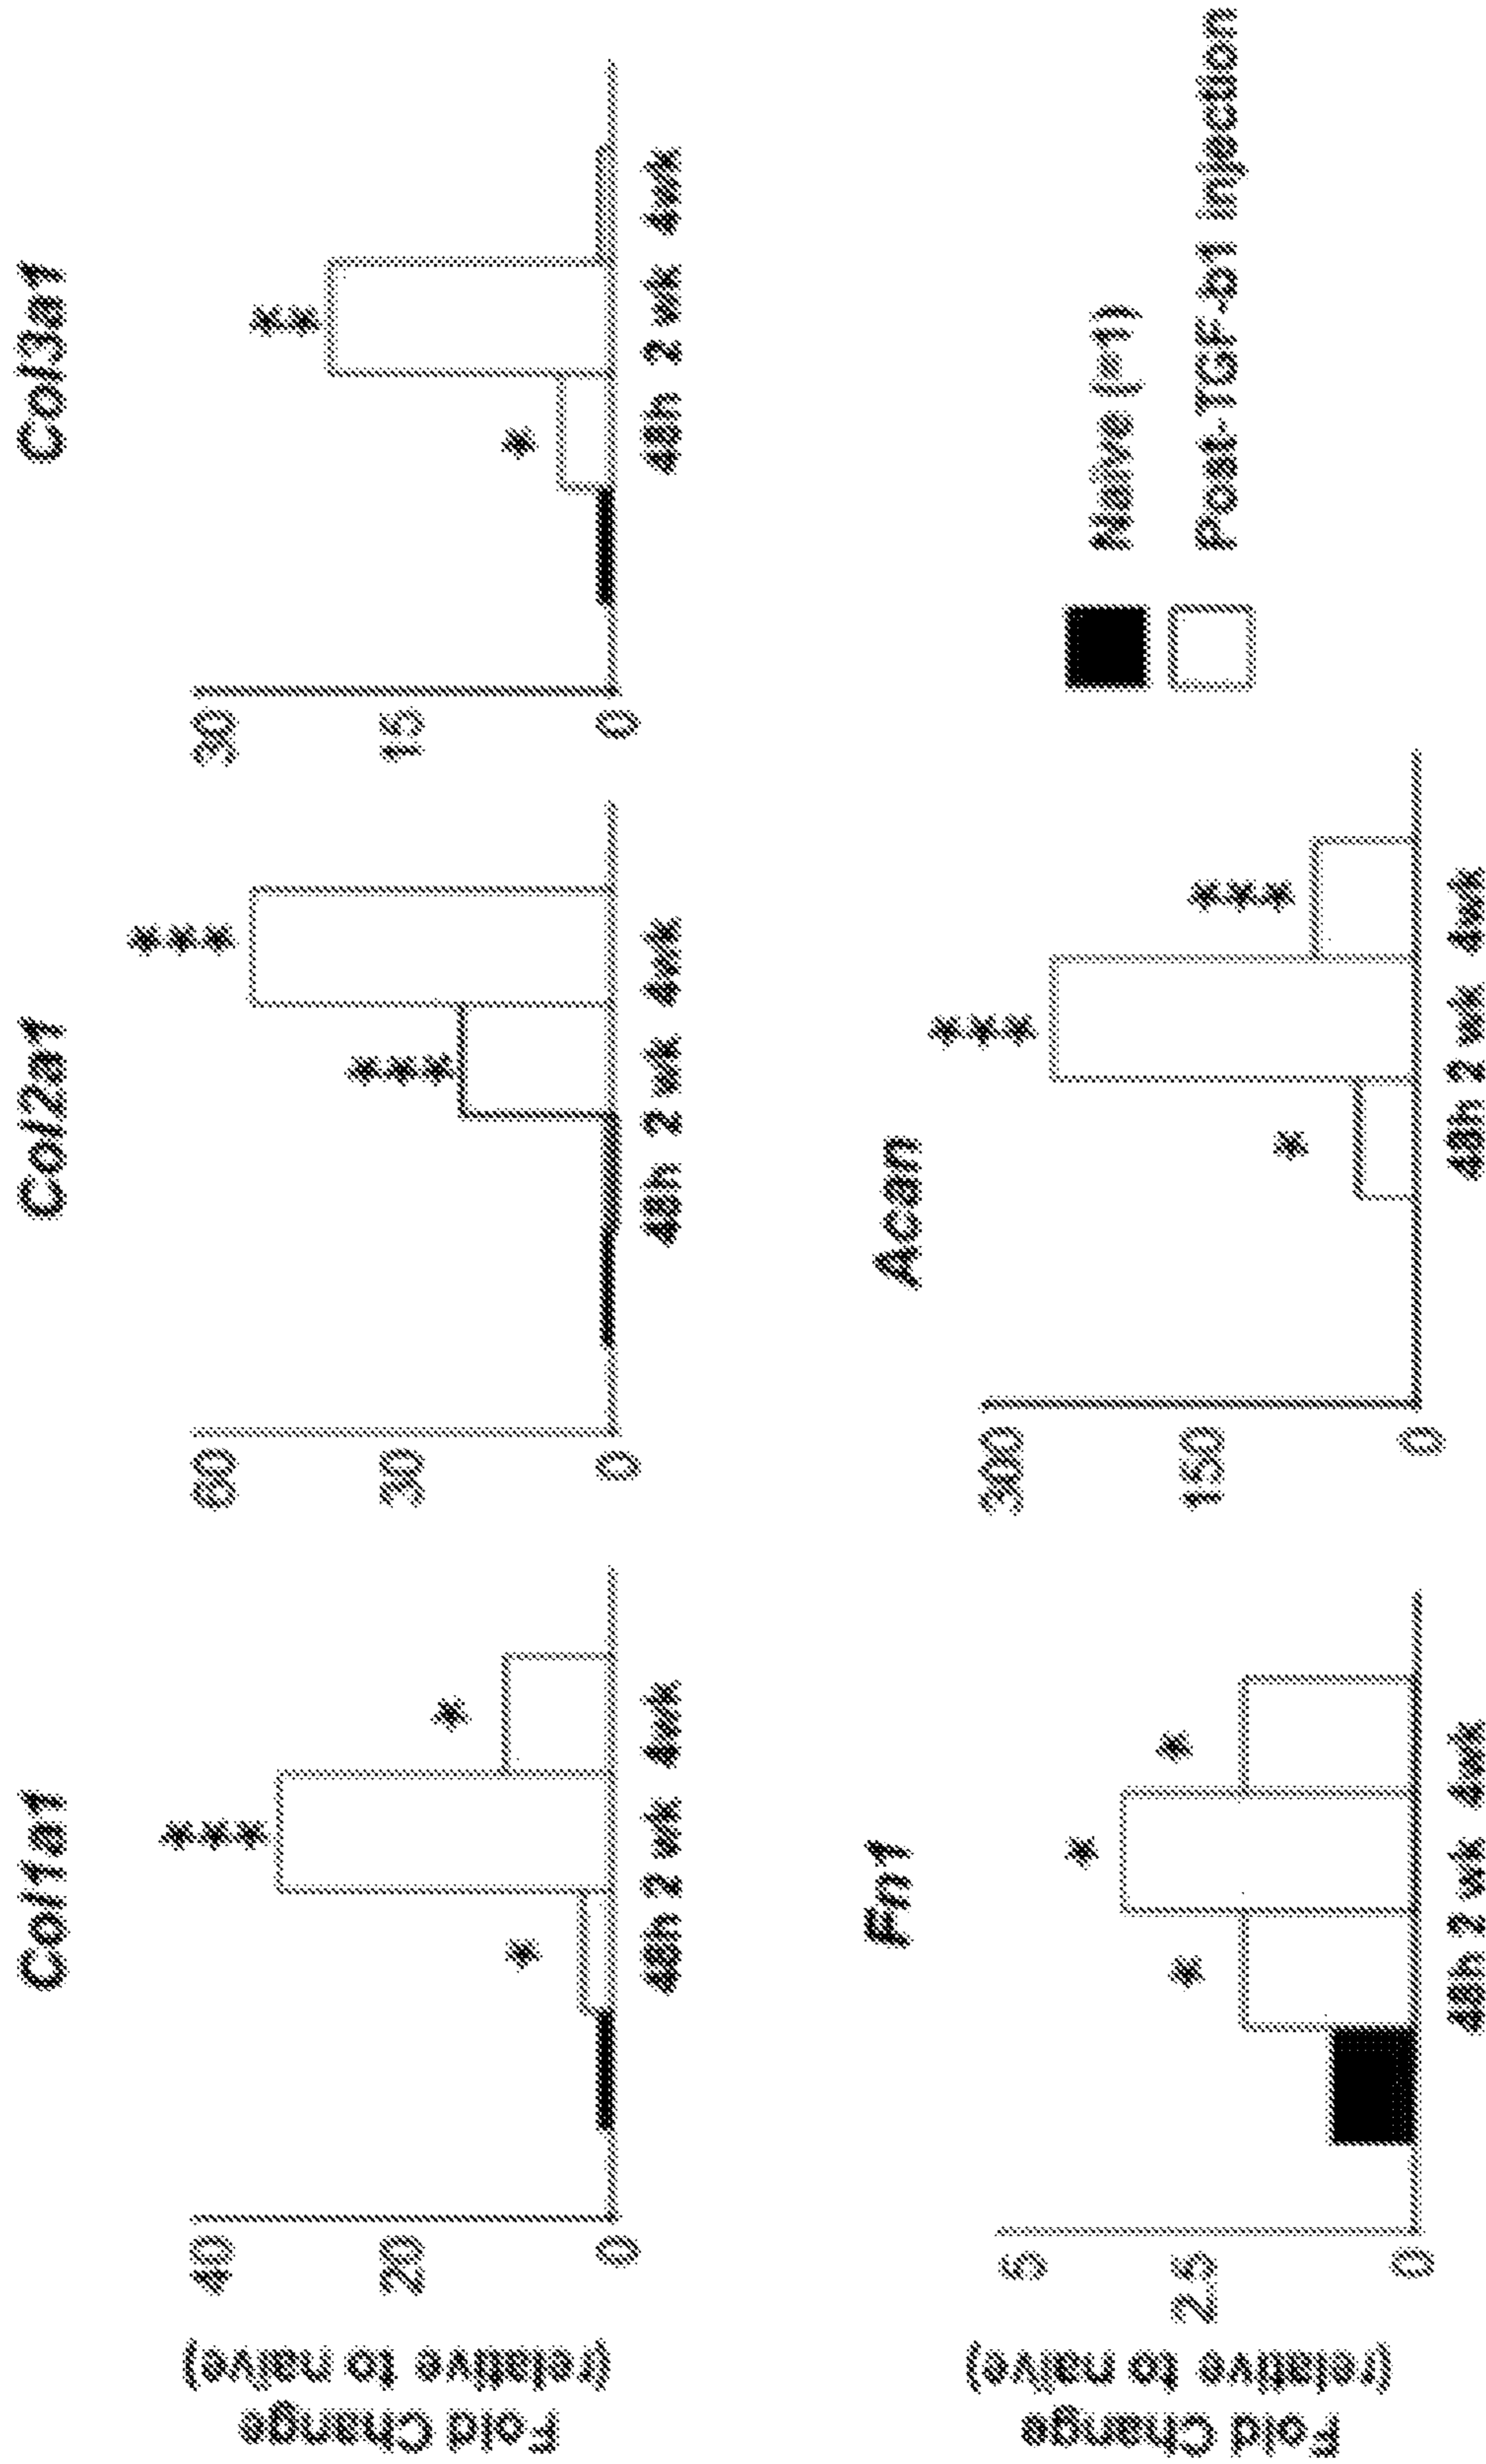 Col1a1
Fold Change
(relative to naive)
40
20
0
*
***
*
48h 2 wk 4wk
Col2a1
60
30
0
***
***
48h 2 wk 4wk
Col3a1
30
15
0
*
**
48h 2 wk 4wk
Fn1
Fold Change
(relative to naive)
5
2.5
0
*
*
*
48h 2 wk 4wk
Acan
300
150
0
*
***
***
48h 2 wk 4wk
Naive (=1)
Post-TGF-b1 injection